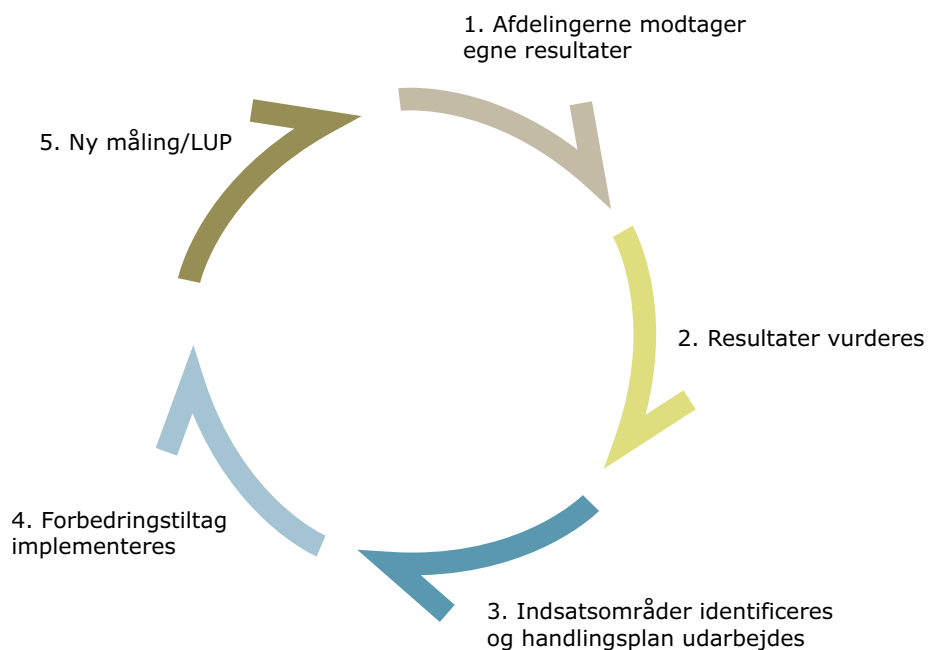 1. Afdelingerne modtager
egne resultater
2. Resultater vurderes
3. Indsatsområder identificeres
og handlingsplan udarbejdes
4. Forbedringstiltag
implementeres
5. Ny måling/LUP